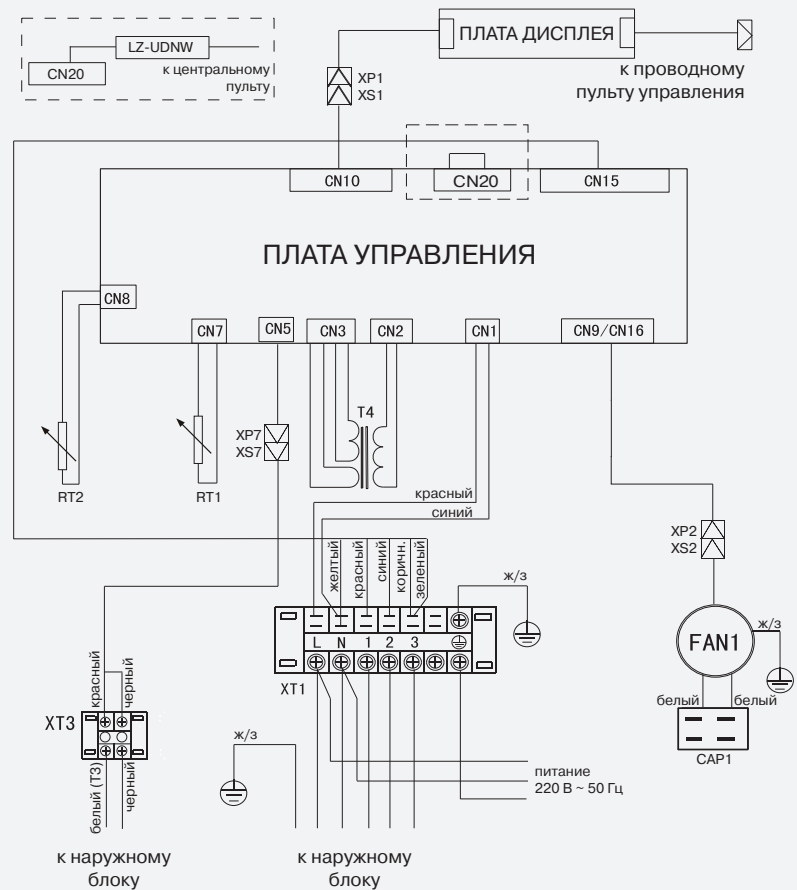 LZ-UDNW
CN20
к центральному
пульту
ПЛАТА ДИСПЛЕЯ
к проводному
пульту управления
XP1
XS1
CN10
CN20
CN15
ПЛАТА УПРАВЛЕНИЯ
CN8
CN7
CN5
CN3
CN2
CN1
CN9/CN16
T4
XP7
XS7
RT2
RT1
красный
синий
XP2
XS2
желтый
красный
синий
коричн.
зеленый
ж/з
L N 1 2 3
XT1
FAN1
ж/з
белый
белый
CAP1
красный
черный
XT3
белый (T3)
черный
ж/з
питание
220 В ~ 50 Гц
к наружному
блоку
к наружному
блоку